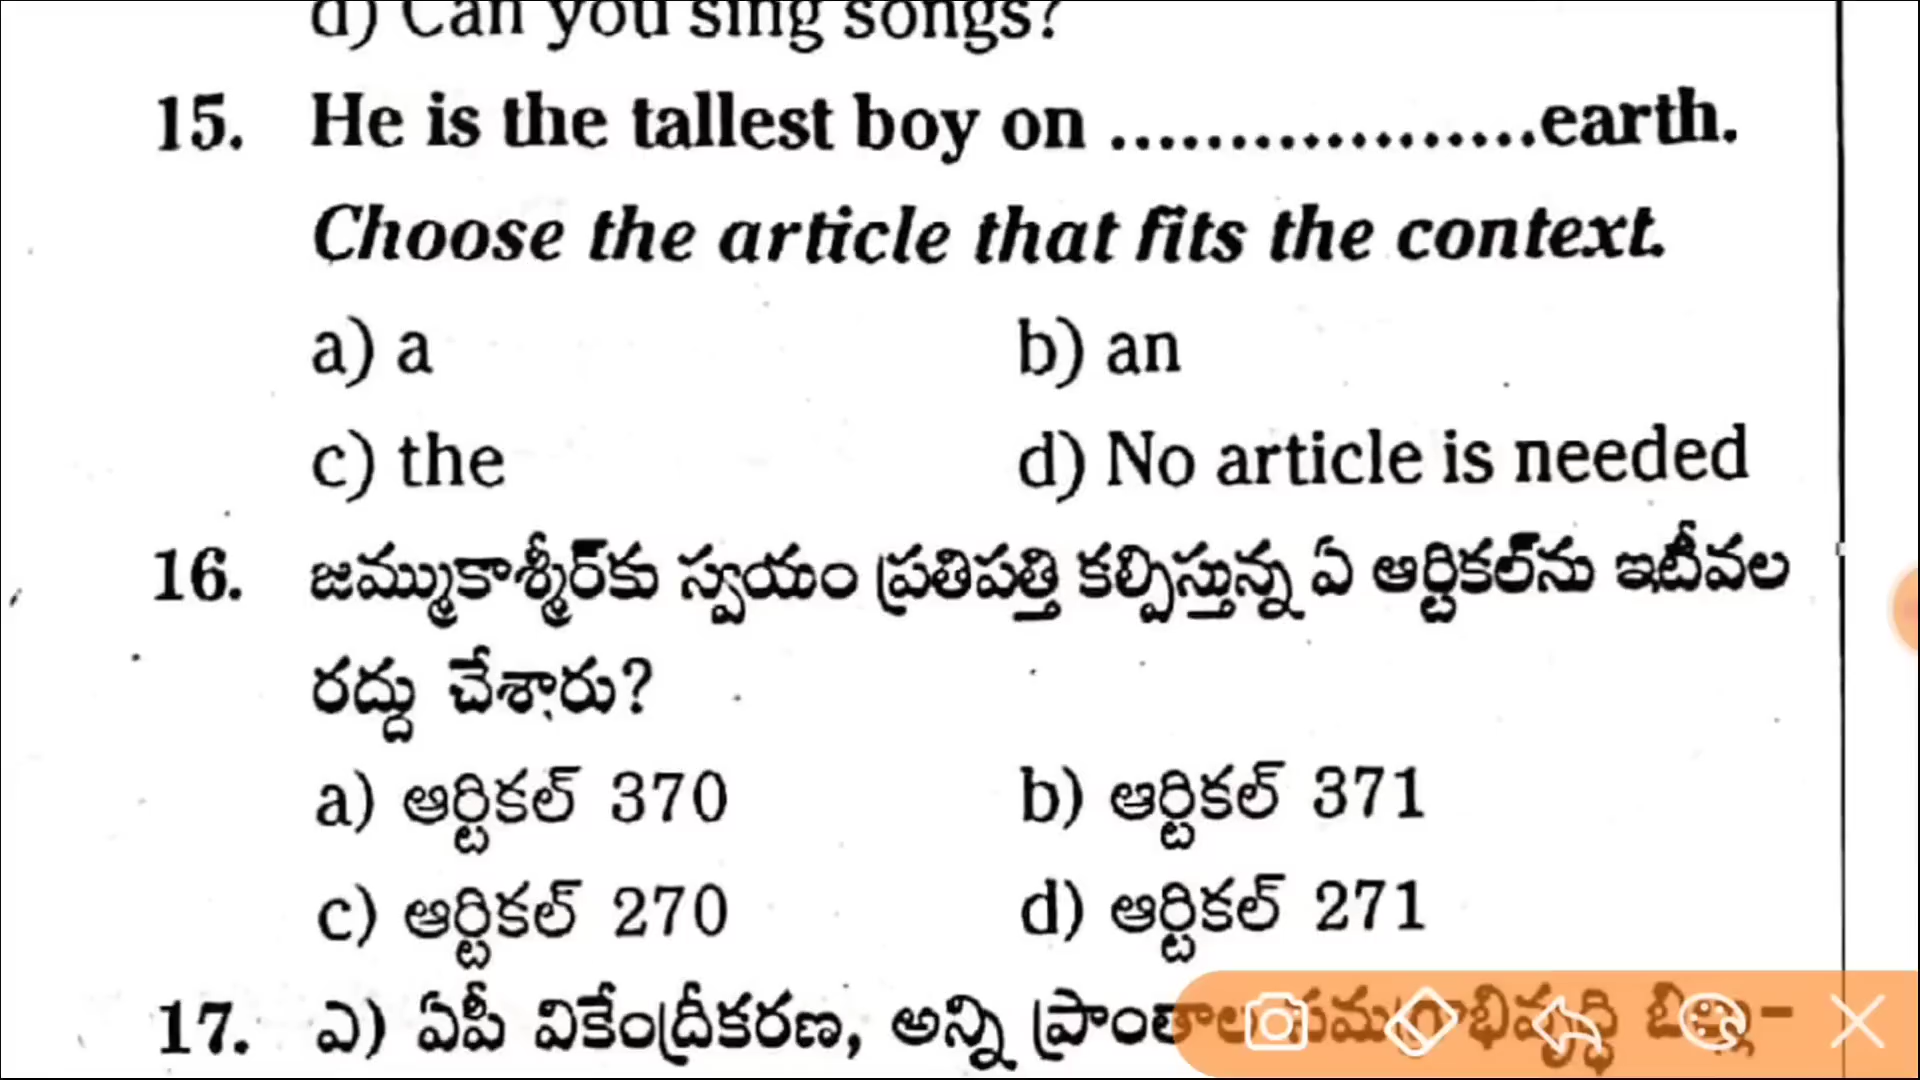 d) Can you sing songs?
15. He is the tallest boy on ..................earth.
Choose the article that fits the context.
a) a b) an
c) the d) No article is needed
16. జమ్ముకాశ్మీర్‌కు స్వయం ప్రతిపత్తి కల్పిస్తున్న ఏ ఆర్టికల్‌ను ఇటీవల
రద్దు చేశారు?
a) ఆర్టికల్ 370 b) ఆర్టికల్ 371
c) ఆర్టికల్ 270 d) ఆర్టికల్ 271
17. ఎ) ఏపీ వికేంద్రీకరణ, అన్ని ప్రాంతాల సమగ్రాభివృద్ధి బిల్లు-